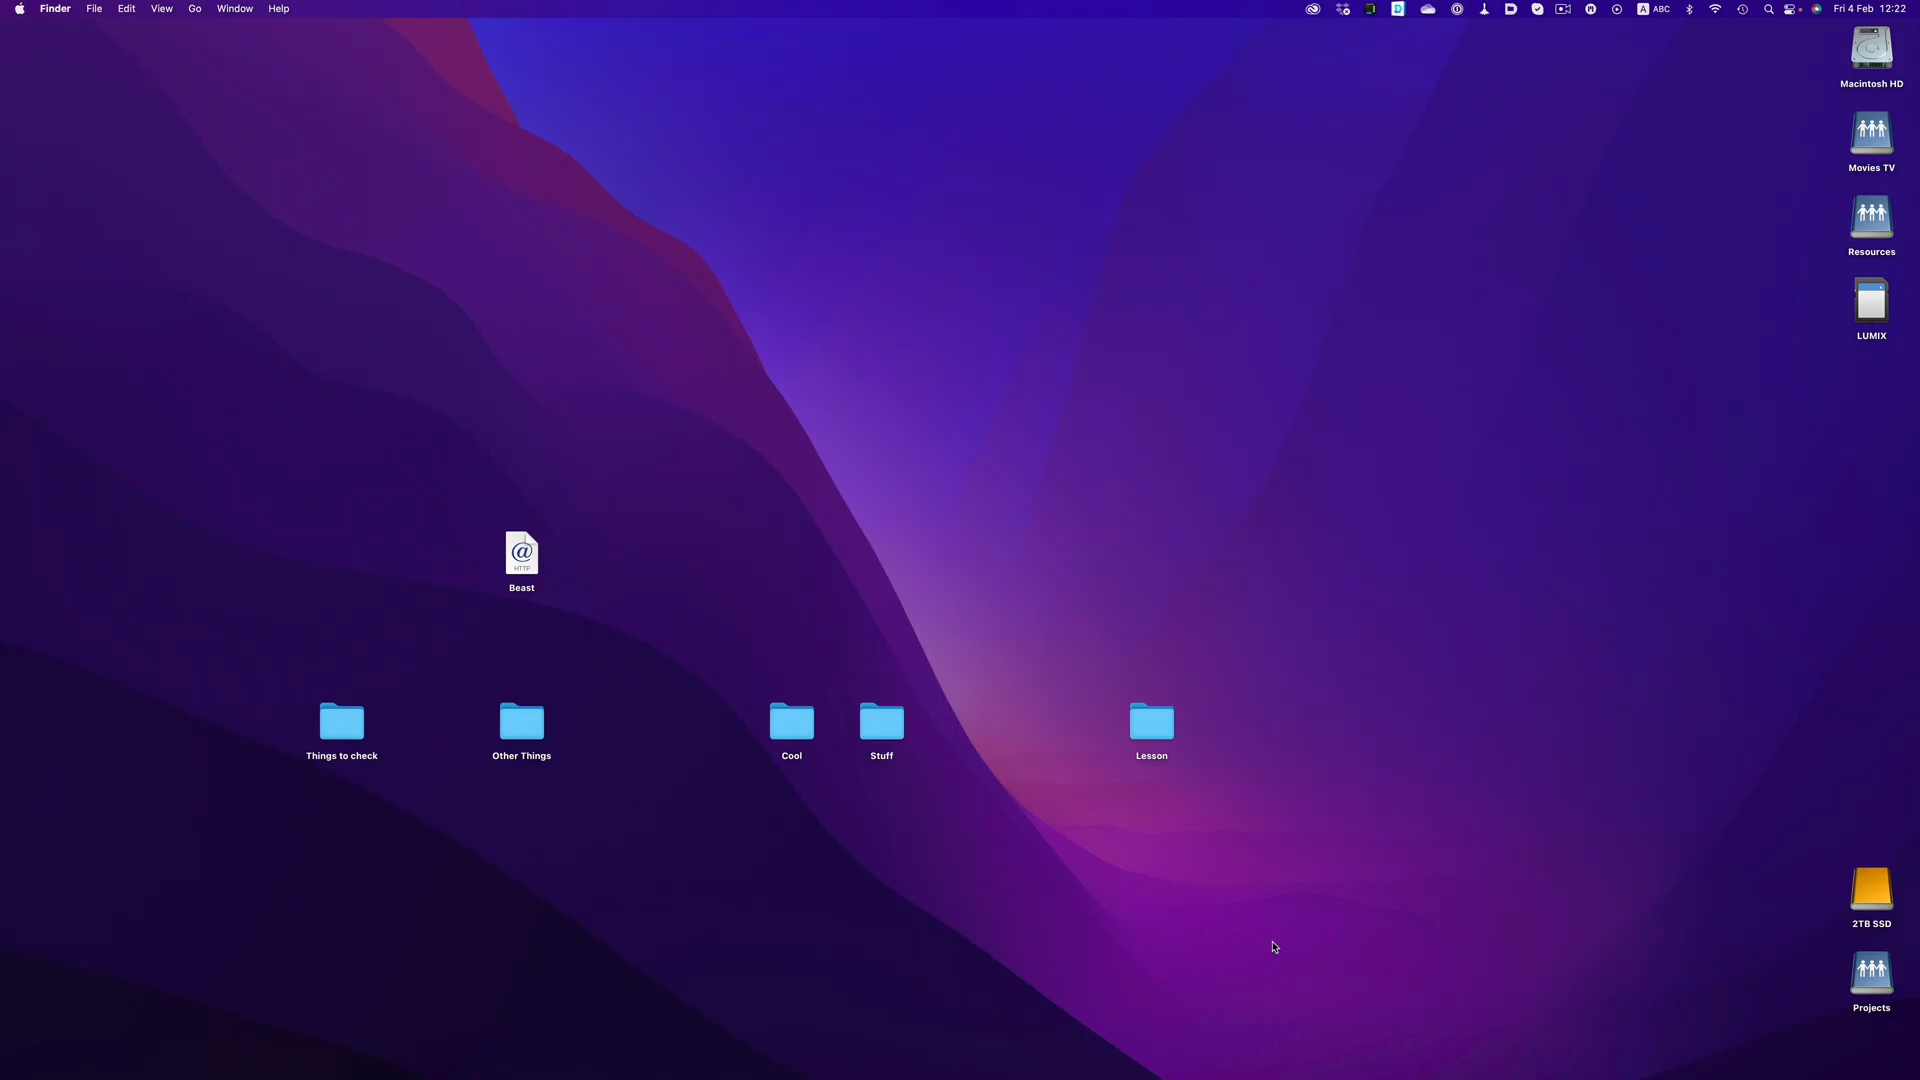 Finder File Edit View Go Window Help
ABC Fri 4 Feb 12:22
Macintosh HD
Movies TV
Resources
LUMIX
@
HTTP
Beast
Things to check
Other Things
Cool
Stuff
Lesson
2TB SSD
Projects